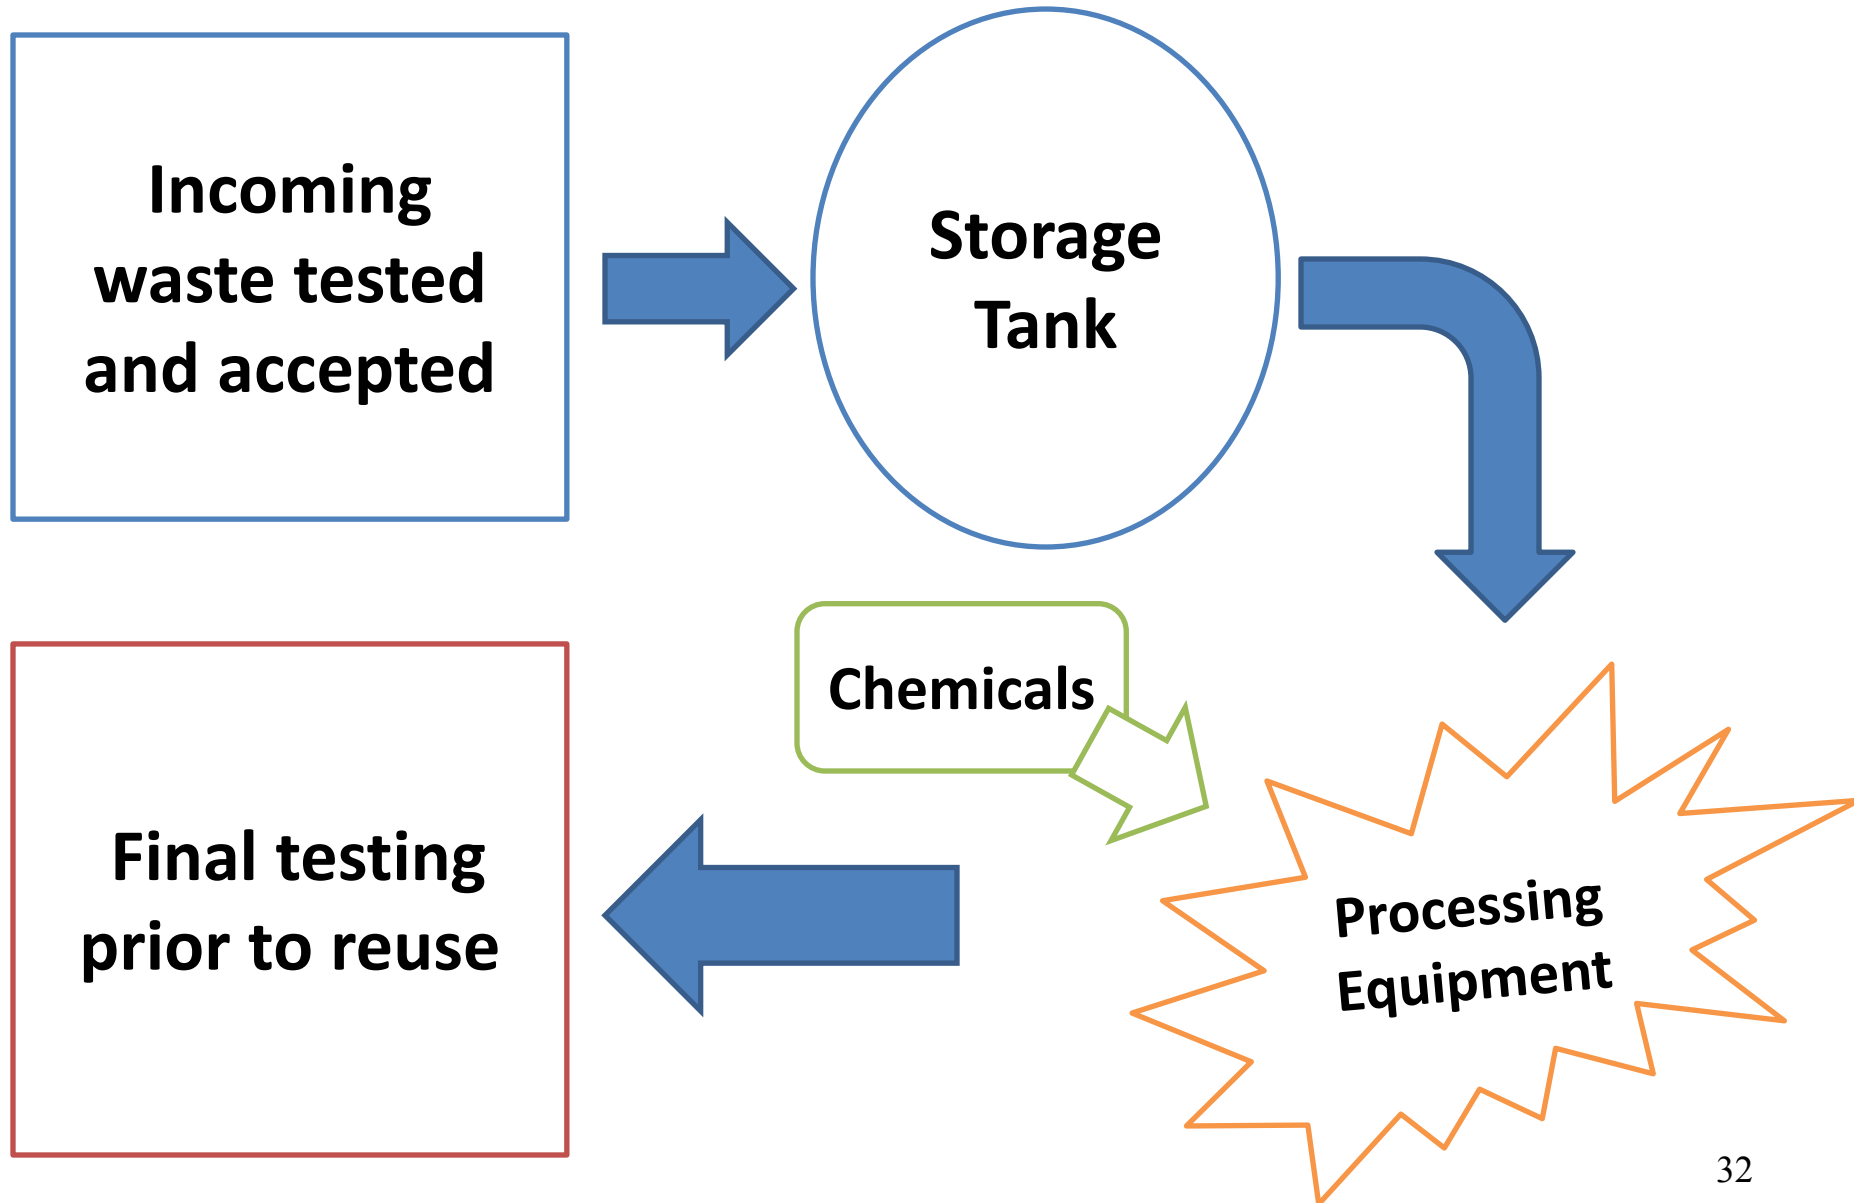 Incoming
waste tested
and accepted
Storage
Tank
Chemicals
Processing
Equipment
Final testing
prior to reuse
32